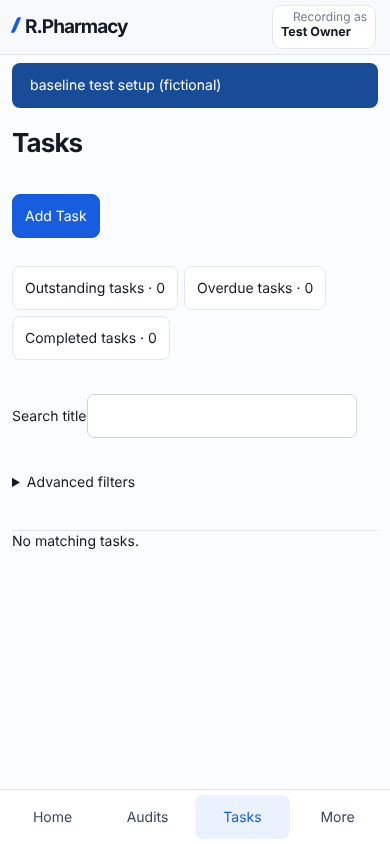 R.Pharmacy
Recording as
Test Owner
baseline test setup (fictional)
Tasks
Add Task
Outstanding tasks · 0
Overdue tasks · 0
Completed tasks · 0
Search title
Advanced filters
No matching tasks.
Home
Audits
Tasks
More